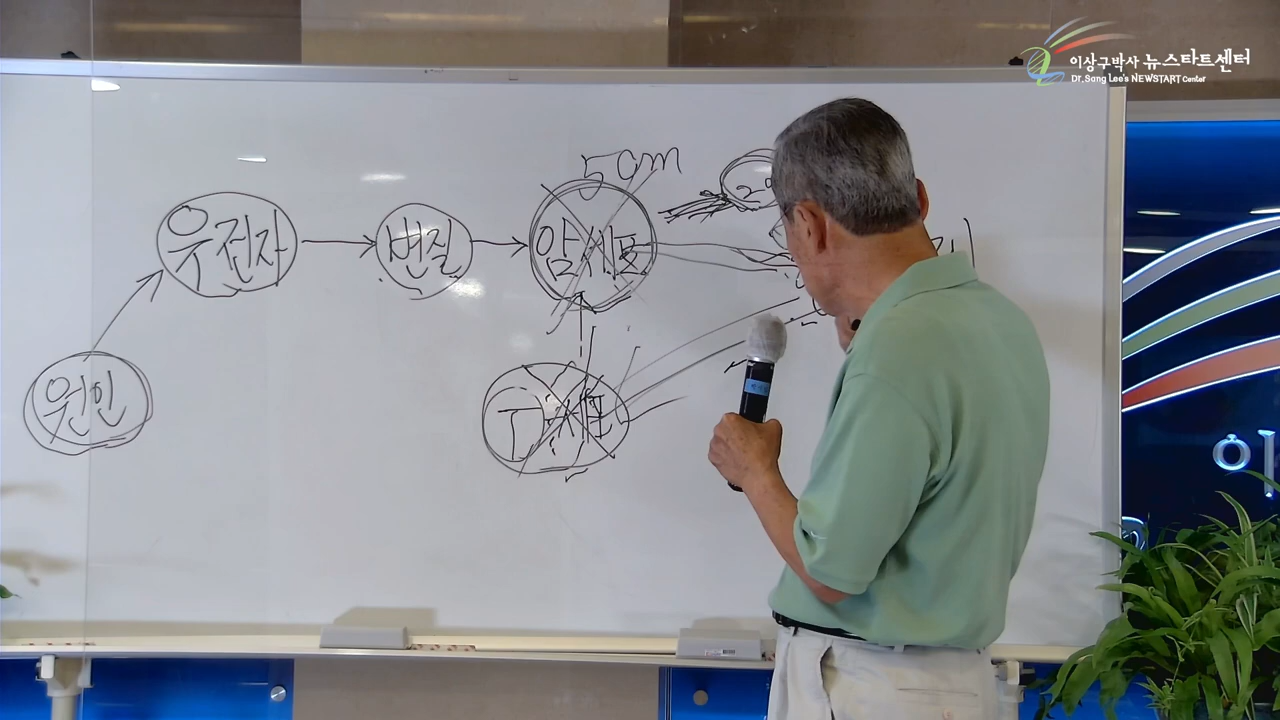 이상구박사 뉴스타트센터
Dr. Sang Lee's NEWSTART Center
5cm
유전자
변질
암세포
원인
T세포
이